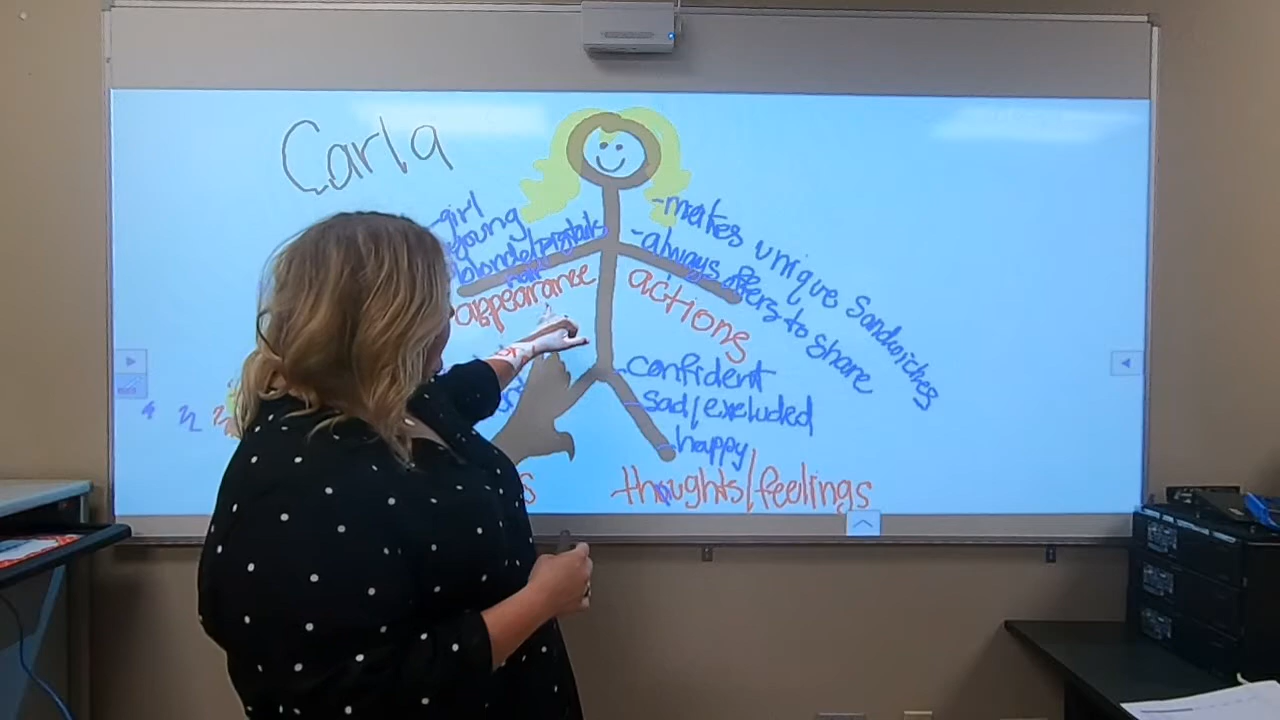 Carla
-girl
young
blonde/pigtails
hair
appearance
-makes unique sandwiches
-always offers to share
actions
-confident
-sad/excluded
-happy
thoughts/feelings